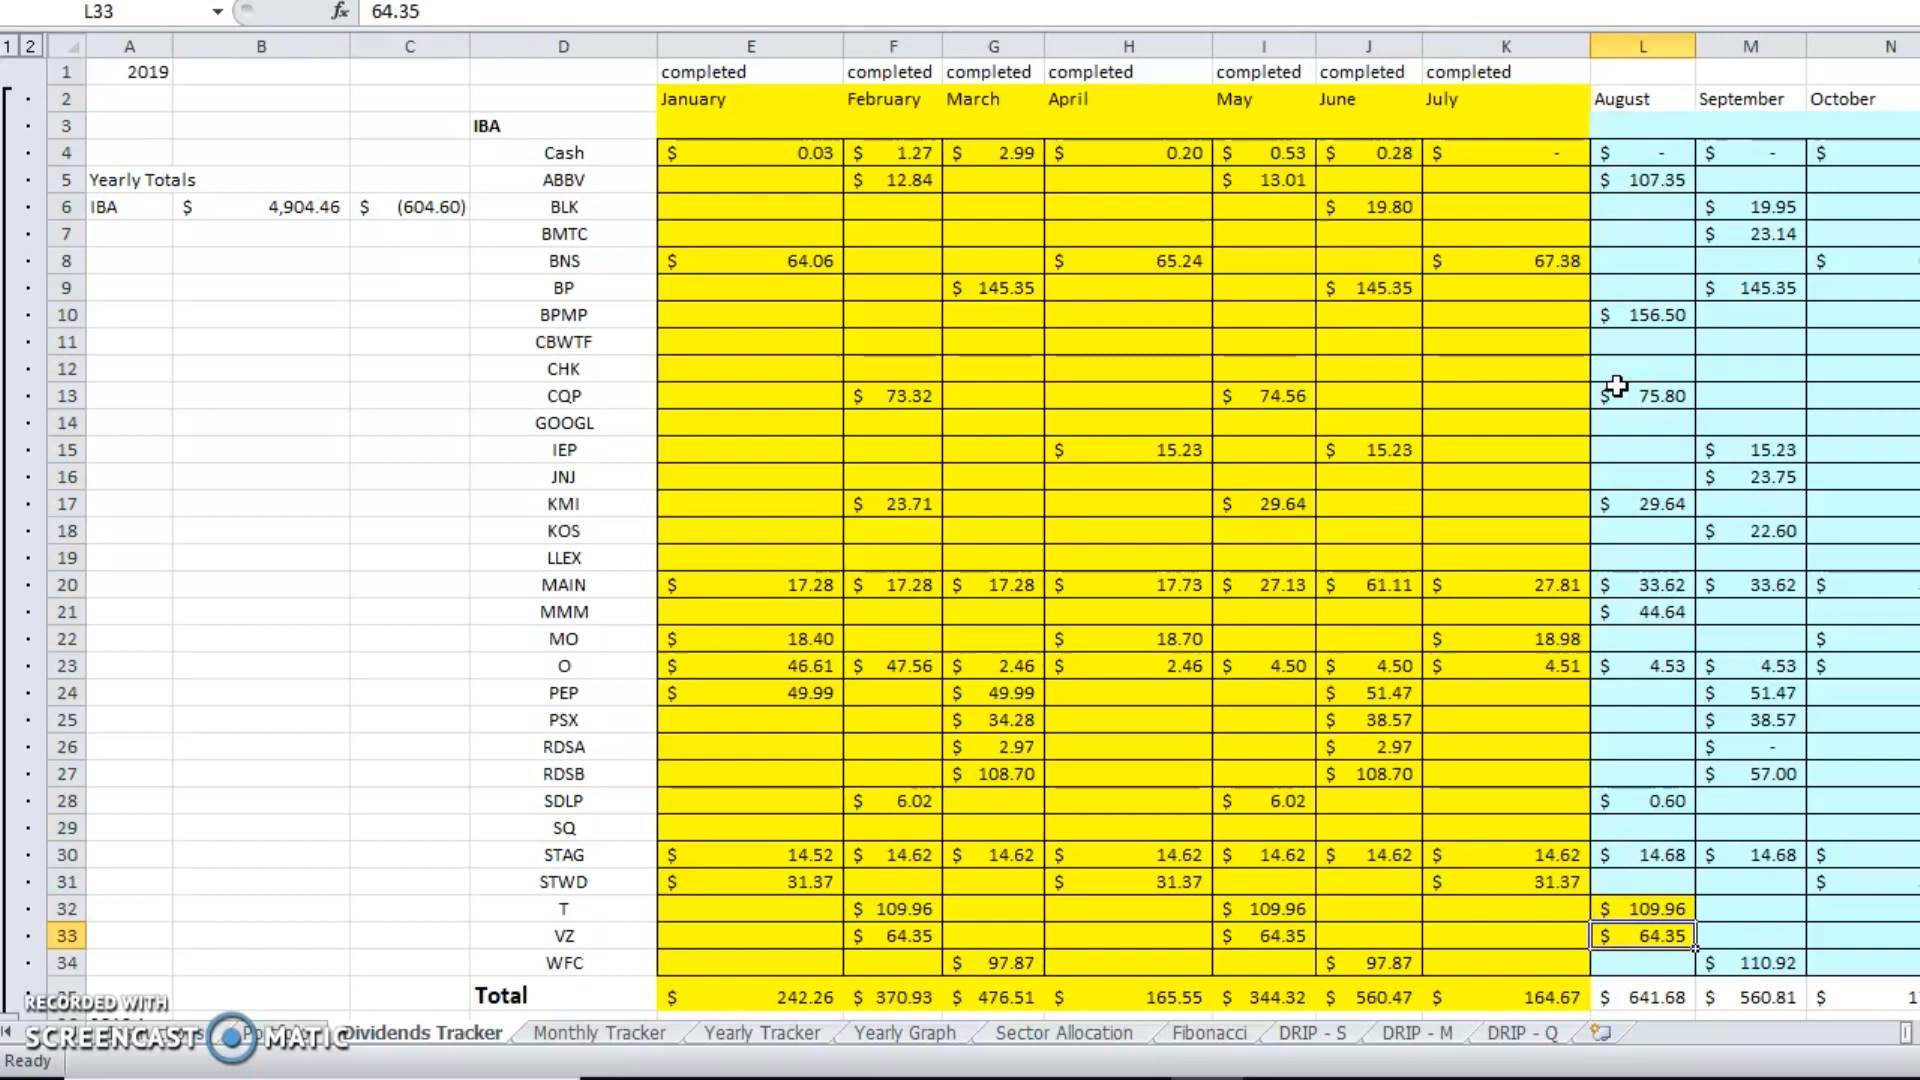 L33 fx 64.35
1 2 A B C D E F G H I J K L M N
1 2019 completed completed completed completed completed completed completed
2 January February March April May June July August September October
3 IBA
4 Cash $ 0.03 $ 1.27 $ 2.99 $ 0.20 $ 0.53 $ 0.28 $ - $ - $ - $
5 Yearly Totals ABBV $ 12.84 $ 13.01 $ 107.35
6 IBA $ 4,904.46 $ (604.60) BLK $ 19.80 $ 19.95
7 BMTC $ 23.14
8 BNS $ 64.06 $ 65.24 $ 67.38 $
9 BP $ 145.35 $ 145.35 $ 145.35
10 BPMP $ 156.50
11 CBWTF
12 CHK
13 CQP $ 73.32 $ 74.56 $ 75.80
14 GOOGL
15 IEP $ 15.23 $ 15.23 $ 15.23
16 JNJ $ 23.75
17 KMI $ 23.71 $ 29.64 $ 29.64
18 KOS $ 22.60
19 LLEX
20 MAIN $ 17.28 $ 17.28 $ 17.28 $ 17.73 $ 27.13 $ 61.11 $ 27.81 $ 33.62 $ 33.62 $
21 MMM $ 44.64
22 MO $ 18.40 $ 18.70 $ 18.98 $
23 O $ 46.61 $ 47.56 $ 2.46 $ 2.46 $ 4.50 $ 4.50 $ 4.51 $ 4.53 $ 4.53 $
24 PEP $ 49.99 $ 49.99 $ 51.47 $ 51.47
25 PSX $ 34.28 $ 38.57 $ 38.57
26 RDSA $ 2.97 $ 2.97 $ -
27 RDSB $ 108.70 $ 108.70 $ 57.00
28 SDLP $ 6.02 $ 6.02 $ 0.60
29 SQ
30 STAG $ 14.52 $ 14.62 $ 14.62 $ 14.62 $ 14.62 $ 14.62 $ 14.62 $ 14.68 $ 14.68 $
31 STWD $ 31.37 $ 31.37 $ 31.37 $
32 T $ 109.96 $ 109.96 $ 109.96
33 VZ $ 64.35 $ 64.35 $ 64.35
34 WFC $ 97.87 $ 97.87 $ 110.92
Total $ 242.26 $ 370.93 $ 476.51 $ 165.55 $ 344.32 $ 560.47 $ 164.67 $ 641.68 $ 560.81 $
RECORDED WITH
SCREENCAST MATIC
Dividends Tracker Monthly Tracker Yearly Tracker Yearly Graph Sector Allocation Fibonacci DRIP - S DRIP - M DRIP - Q
Ready